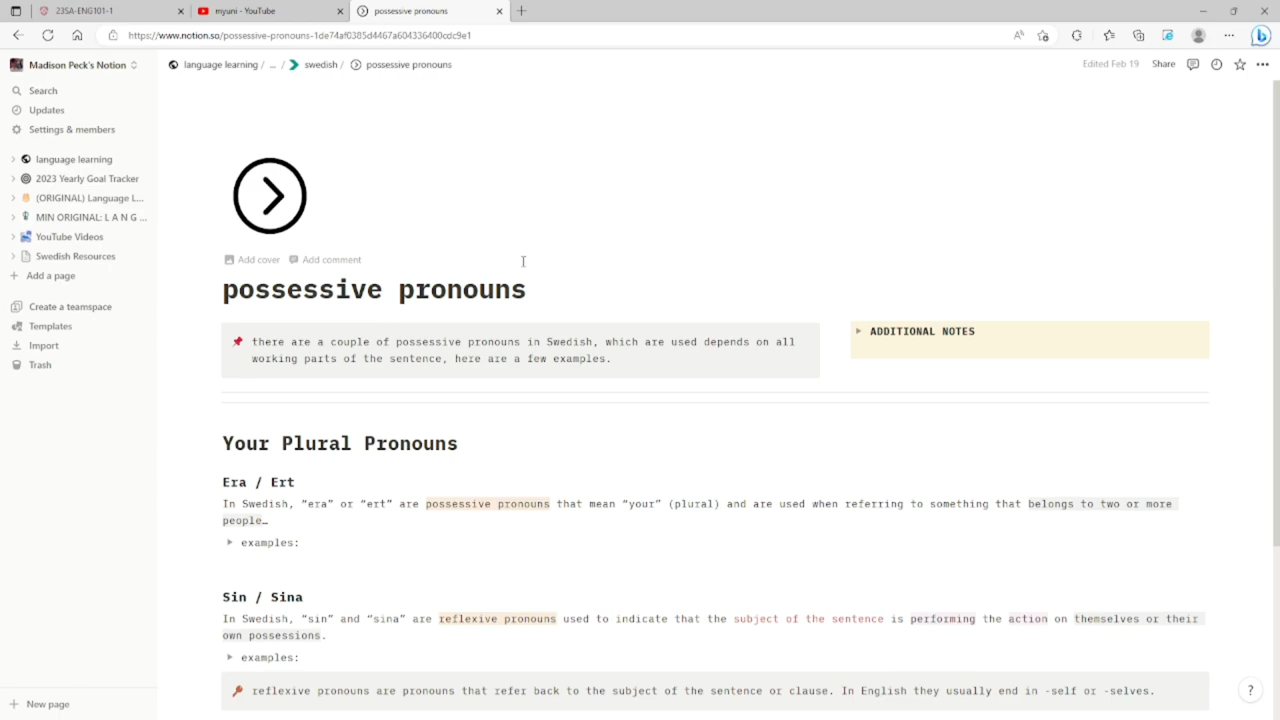 23SA-ENG101-1
myuni - YouTube
possessive pronouns
https://www.notion.so/possessive-pronouns-1de74af0385d4467a604336400cdc9e1
Madison Peck's Notion
language learning / ... / swedish / possessive pronouns
Edited Feb 19
Share
Search
Updates
Settings & members
language learning
2023 Yearly Goal Tracker
(ORIGINAL) Language L...
MIN ORIGINAL: L A N G ...
YouTube Videos
Swedish Resources
Add a page
Create a teamspace
Templates
Import
Trash
New page
Add cover Add comment
possessive pronouns
there are a couple of possessive pronouns in Swedish, which are used depends on all
working parts of the sentence, here are a few examples.
ADDITIONAL NOTES
Your Plural Pronouns
Era / Ert
In Swedish, “era” or “ert” are possessive pronouns that mean “your” (plural) and are used when referring to something that belongs to two or more
people…
examples:
Sin / Sina
In Swedish, “sin” and “sina” are reflexive pronouns used to indicate that the subject of the sentence is performing the action on themselves or their
own possessions.
examples:
reflexive pronouns are pronouns that refer back to the subject of the sentence or clause. In English they usually end in -self or -selves.
?